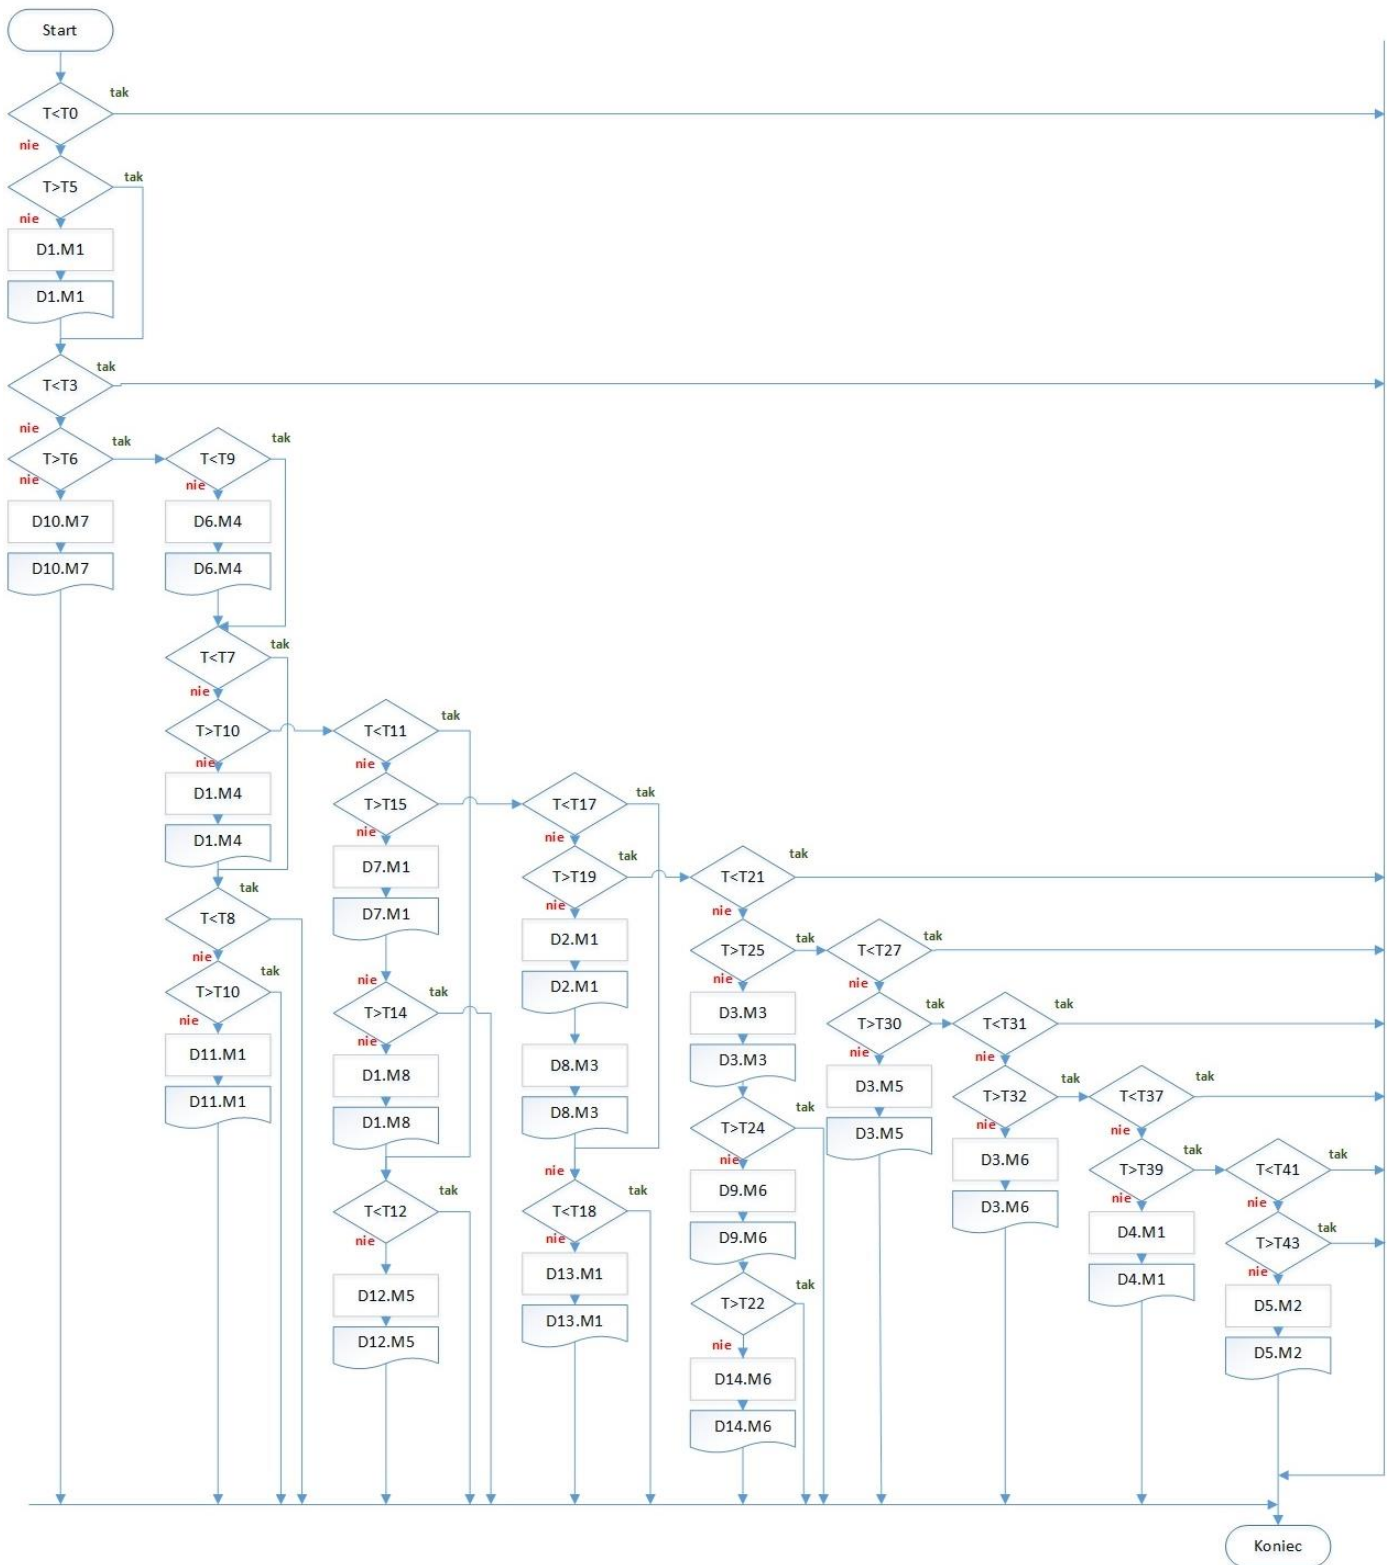 Start
tak
T<T0
nie
T>T5
tak
nie
D1.M1
D1.M1
tak
T<T3
nie
T>T6
tak
T<T9
tak
nie
nie
D10.M7
D6.M4
D10.M7
D6.M4
T<T7
tak
nie
T>T10
T<T11
tak
nie
nie
D1.M4
T>T15
T<T17
tak
nie
nie
D1.M4
D7.M1
T>T19
tak
T<T21
tak
nie
nie
tak
T<T8
D7.M1
nie
D2.M1
T>T25
tak
T<T27
tak
nie
nie
T>T10
tak
nie
D2.M1
nie
T>T14
tak
D3.M3
T>T30
tak
T<T31
tak
nie
nie
nie
nie
D11.M1
D1.M8
D8.M3
D3.M3
D3.M5
T>T32
tak
T<T37
tak
D11.M1
D1.M8
D8.M3
T>T24
tak
D3.M5
nie
nie
nie
nie
D3.M6
T>T39
tak
T<T41
tak
T<T12
tak
T<T18
tak
D9.M6
D3.M6
nie
nie
nie
nie
D9.M6
D4.M1
T>T43
tak
D12.M5
D13.M1
T>T22
tak
D4.M1
nie
D12.M5
D13.M1
nie
D5.M2
D14.M6
D5.M2
D14.M6
Koniec